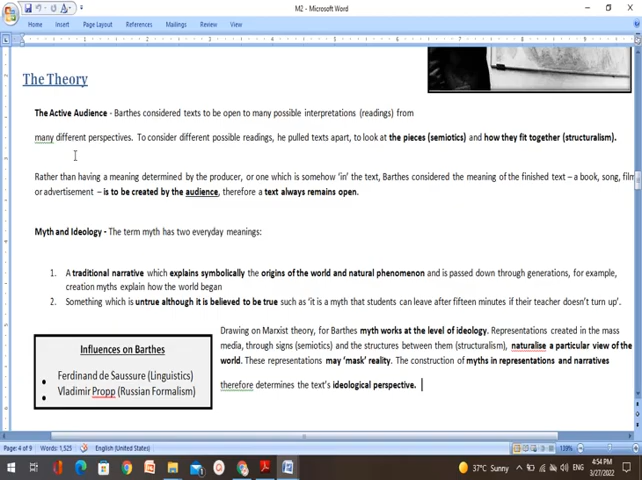 M2 - Microsoft Word
Home Insert Page Layout References Mailings Review View
The Theory
The Active Audience - Barthes considered texts to be open to many possible interpretations (readings) from
many different perspectives. To consider different possible readings, he pulled texts apart, to look at the pieces (semiotics) and how they fit together (structuralism).
Rather than having a meaning determined by the producer, or one which is somehow 'in' the text, Barthes considered the meaning of the finished text – a book, song, film
or advertisement – is to be created by the audience, therefore a text always remains open.
Myth and Ideology - The term myth has two everyday meanings:
1. A traditional narrative which explains symbolically the origins of the world and natural phenomenon and is passed down through generations, for example,
creation myths explain how the world began
2. Something which is untrue although it is believed to be true such as 'it is a myth that students can leave after fifteen minutes if their teacher doesn't turn up'.
Influences on Barthes
Ferdinand de Saussure (Linguistics)
Vladimir Propp (Russian Formalism)
Drawing on Marxist theory, for Barthes myth works at the level of ideology. Representations created in the mass
media, through signs (semiotics) and the structures between them (structuralism), naturalise a particular view of the
world. These representations may 'mask' reality. The construction of myths in representations and narratives
therefore determines the text's ideological perspective.
Page: 4 of 9 Words: 1,525 English (United States) 139%
37°C Sunny ENG 4:54 PM
3/27/2022